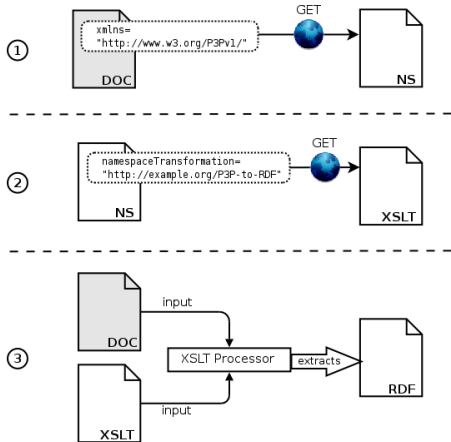 GET
xmlns=
"http://www.w3.org/P3Pv1/"
1
DOC
NS
GET
namespaceTransformation=
"http://example.org/P3P-to-RDF"
2
NS
XSLT
DOC
input
XSLT Processor
extracts
3
RDF
XSLT
input